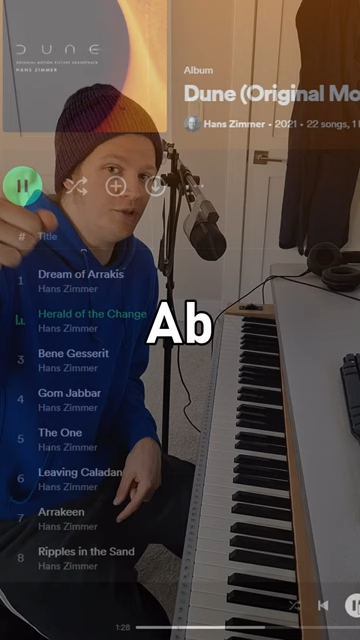 DUNE
ORIGINAL MOTION PICTURE SOUNDTRACK
HANS ZIMMER
Album
Dune (Original Mo
Hans Zimmer • 2021 • 22 songs, 1
# Title
1 Dream of Arrakis
Hans Zimmer
Herald of the Change
Hans Zimmer
Ab
3 Bene Gesserit
Hans Zimmer
4 Gom Jabbar
Hans Zimmer
5 The One
Hans Zimmer
6 Leaving Caladan
Hans Zimmer
7 Arrakeen
Hans Zimmer
8 Ripples in the Sand
Hans Zimmer
1:28